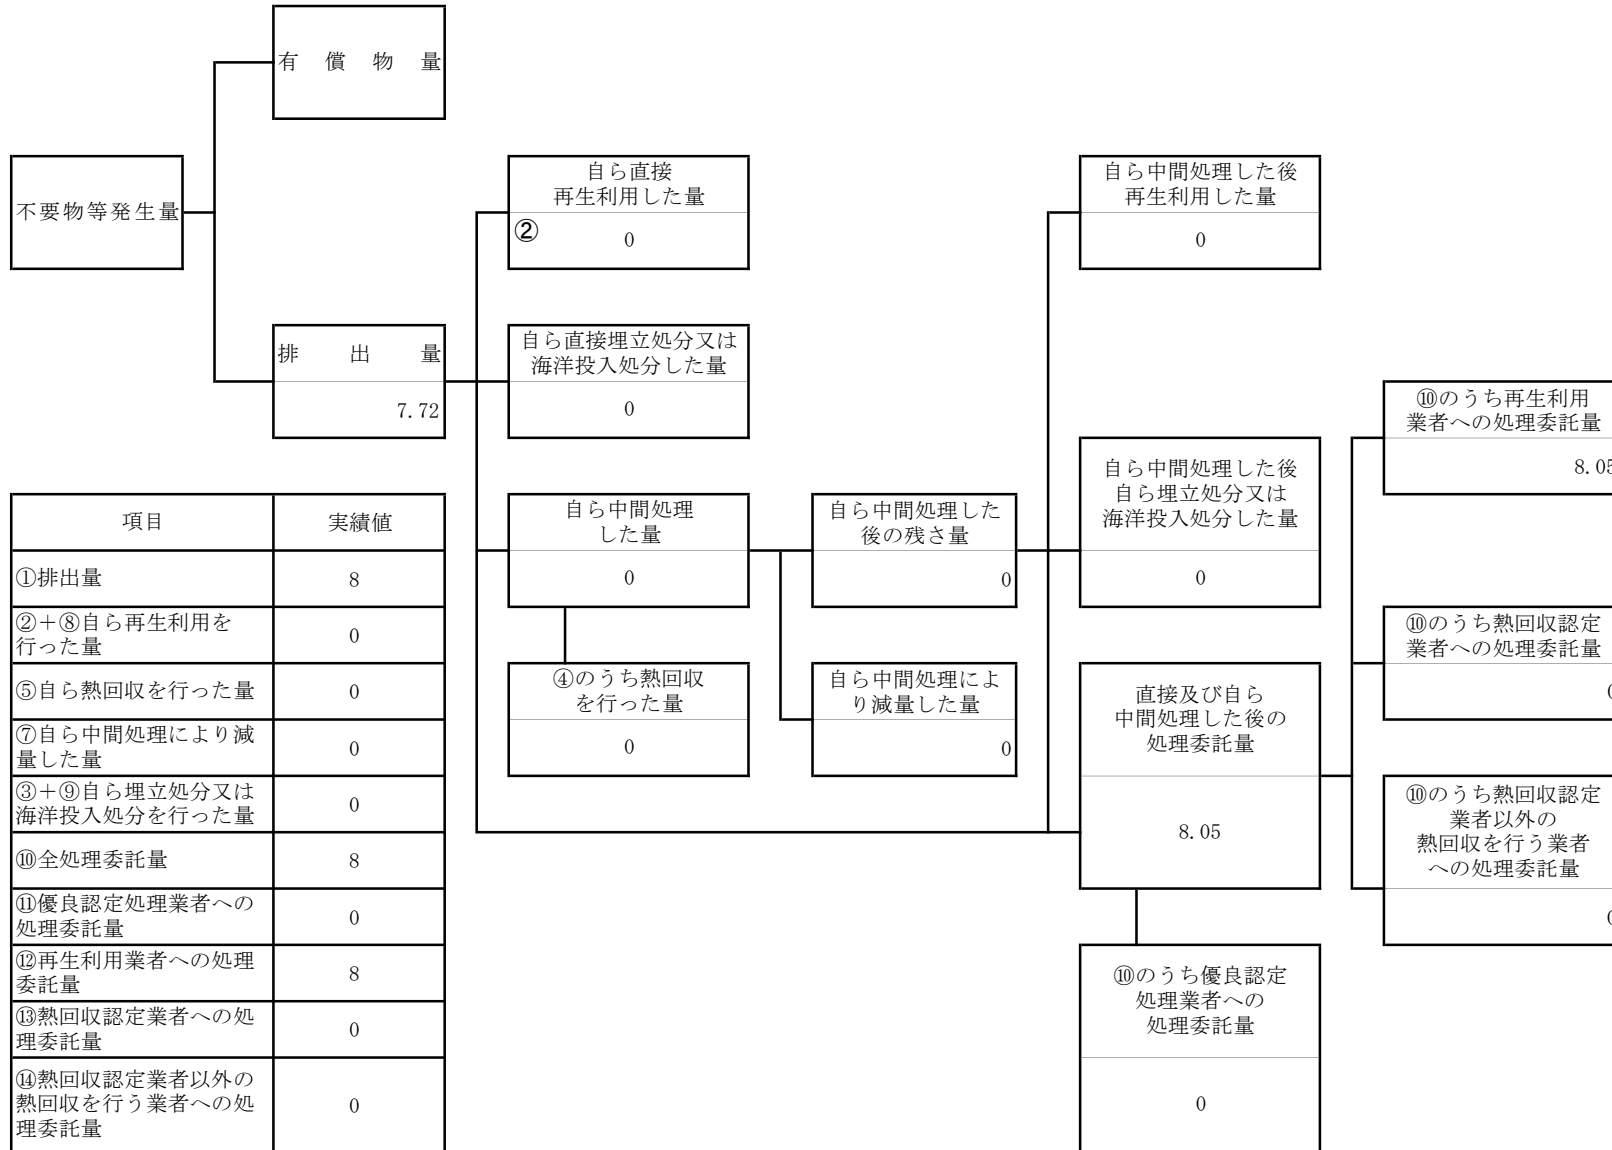 有償物量
不要物等発生量
自ら直接
再生利用した量
②
0
自ら中間処理した後
再生利用した量
0
排出量
7.72
自ら直接埋立処分又は
海洋投入処分した量
0
⑩のうち再生利用
業者への処理委託量
8.05
自ら中間処理した後
自ら埋立処分又は
海洋投入処分した量
0
自ら中間処理
した量
0
自ら中間処理した
後の残さ量
0
④のうち熱回収
を行った量
0
自ら中間処理によ
り減量した量
0
直接及び自ら
中間処理した後の
処理委託量
8.05
⑩のうち熱回収認定
業者への処理委託量
0
⑩のうち熱回収認定
業者以外の
熱回収を行う業者
への処理委託量
0
⑩のうち優良認定
処理業者への
処理委託量
0
項目 実績値
①排出量 8
②＋⑧自ら再生利用を
行った量 0
⑤自ら熱回収を行った量 0
⑦自ら中間処理により減
量した量 0
③＋⑨自ら埋立処分又は
海洋投入処分を行った量 0
⑩全処理委託量 8
⑪優良認定処理業者への
処理委託量 0
⑫再生利用業者への処理
委託量 8
⑬熱回収認定業者への処
理委託量 0
⑭熱回収認定業者以外の
熱回収を行う業者への処
理委託量 0